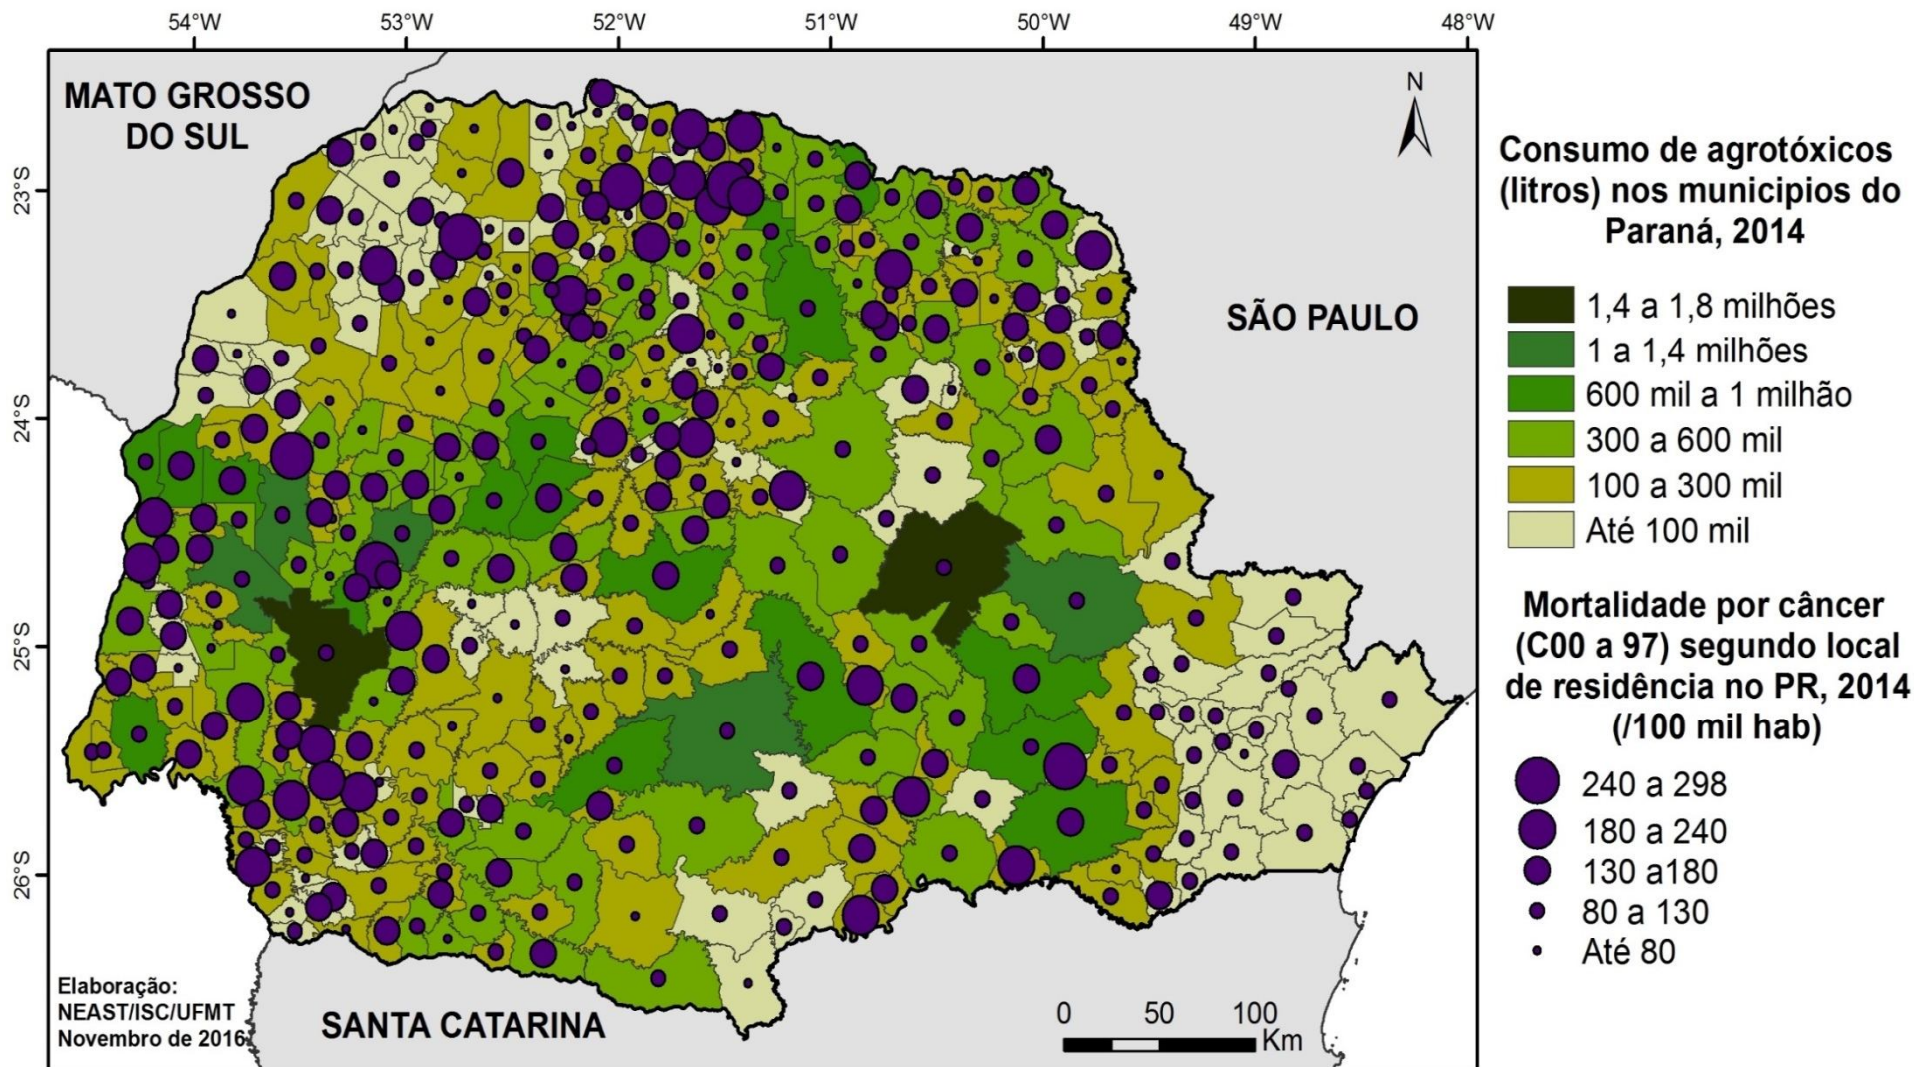 54°W 53°W 52°W 51°W 50°W 49°W 48°W
MATO GROSSO
DO SUL
N
23°S
SÃO PAULO
24°S
25°S
26°S
Elaboração:
NEAST/ISC/UFMT
Novembro de 2016
SANTA CATARINA
0 50 100
Km
Consumo de agrotóxicos
(litros) nos municipios do
Paraná, 2014
1,4 a 1,8 milhões
1 a 1,4 milhões
600 mil a 1 milhão
300 a 600 mil
100 a 300 mil
Até 100 mil
Mortalidade por câncer
(C00 a 97) segundo local
de residência no PR, 2014
(/100 mil hab)
240 a 298
180 a 240
130 a180
80 a 130
Até 80